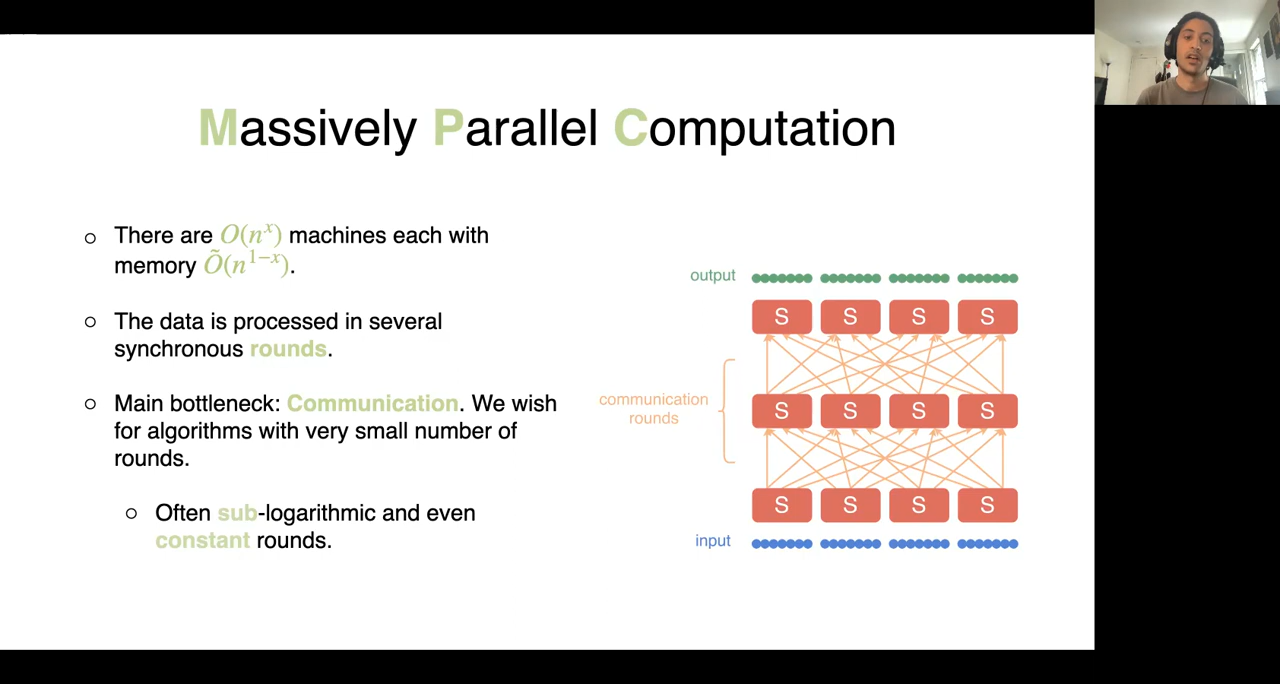 Massively Parallel Computation
○ There are O(nˣ) machines each with
memory Õ(n¹⁻ˣ).
○ The data is processed in several
synchronous rounds.
○ Main bottleneck: Communication. We wish
for algorithms with very small number of
rounds.
○ Often sub-logarithmic and even
constant rounds.
output
S S S S
communication
rounds
S S S S
S S S S
input